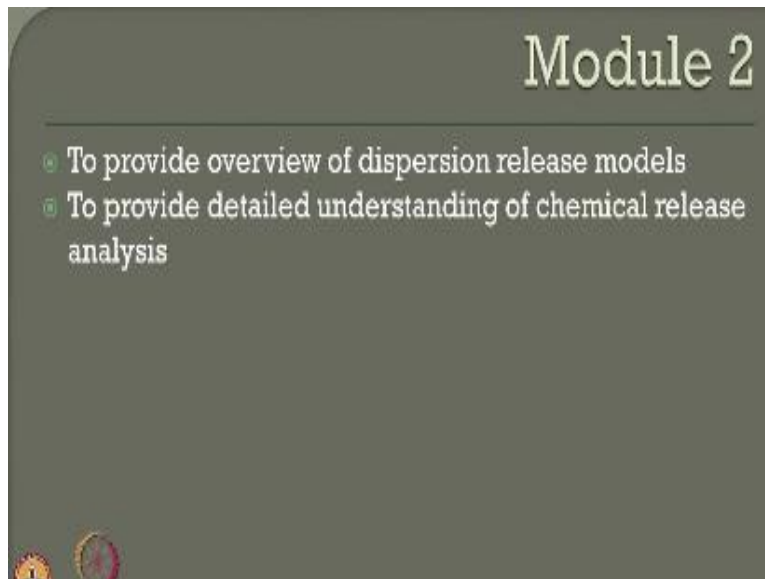 Module 2
To provide overview of dispersion release models
To provide detailed understanding of chemical release
analysis